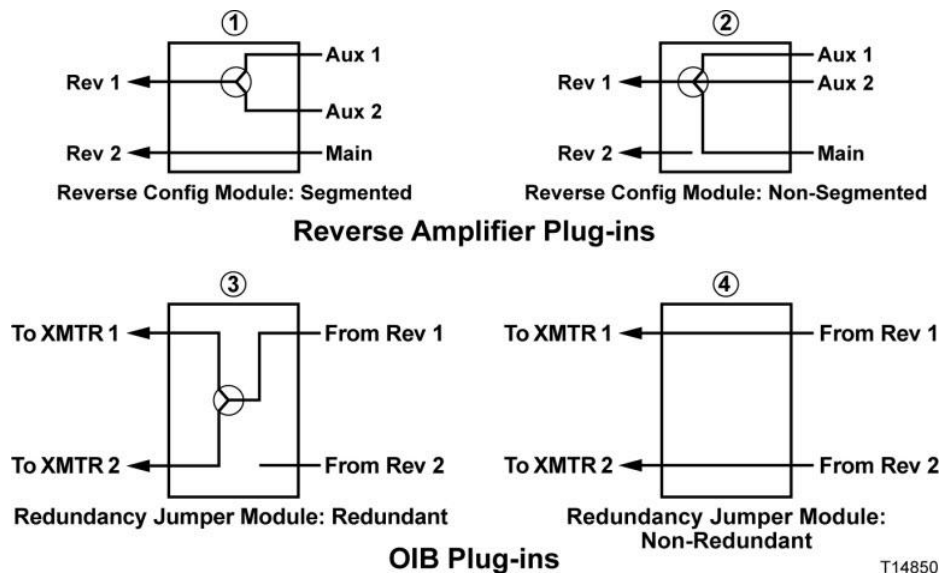 ① ②
Aux 1 Aux 1
Rev 1 Rev 1 Aux 2
Aux 2
Rev 2 Main Rev 2 Main
Reverse Config Module: Segmented Reverse Config Module: Non-Segmented
Reverse Amplifier Plug-ins
③ ④
To XMTR 1 From Rev 1 To XMTR 1 From Rev 1
To XMTR 2 From Rev 2 To XMTR 2 From Rev 2
Redundancy Jumper Module: Redundant Redundancy Jumper Module:
Non-Redundant
OIB Plug-ins
T14850